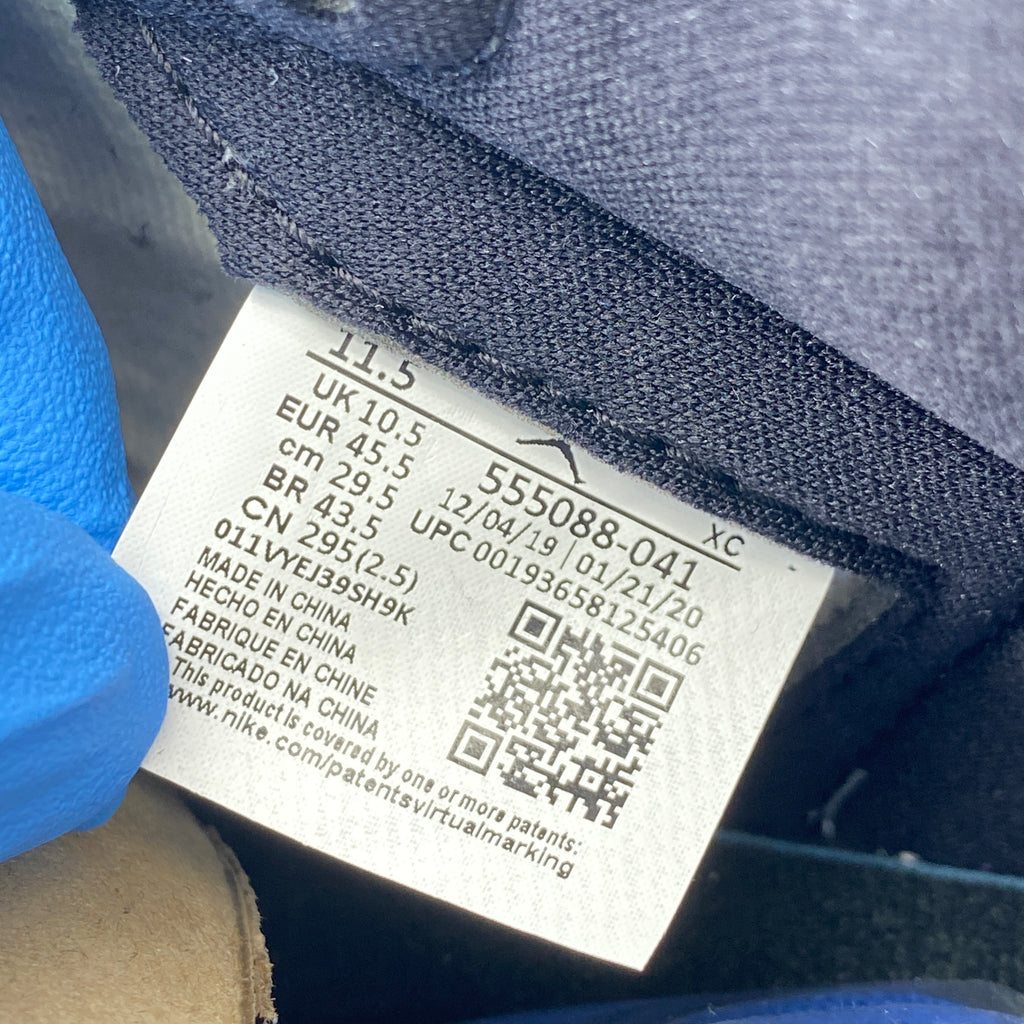 11.5
UK 10.5
EUR 45.5
cm 29.5
BR 43.5
CN 295(2.5)
011VYEJ39SH9K
MADE IN CHINA
HECHO EN CHINA
FABRIQUE EN CHINE
FABRICADO NA CHINA
This product is covered by one or more patents:
www.nike.com/patentsvirtualmarking
XC
555088-041
12/04/19 | 01/21/20
UPC 00193658125406